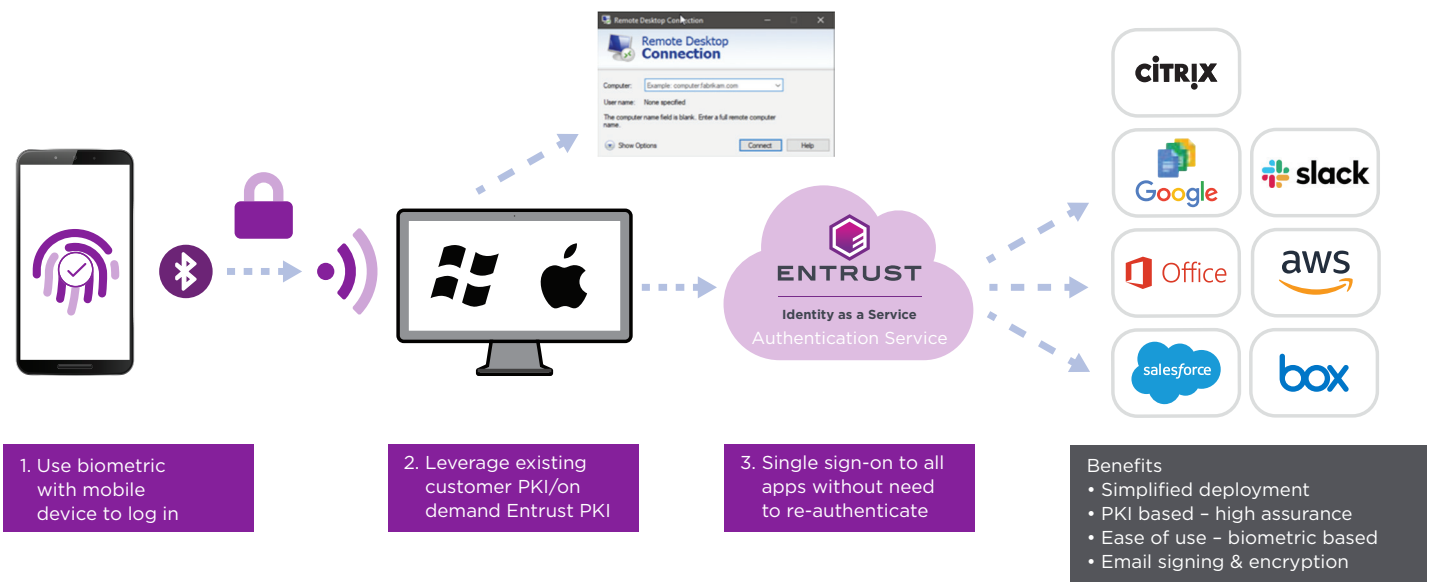 Remote Desktop Connection
Remote Desktop
Connection
Computer:
Example: computer.fabrikam.com
User name:
None specified
The computer name field is blank. Enter a full remote computer
name.
Show Options
Connect
Help
CITRIX
Google
slack
ENTRUST
Identity as a Service
Authentication Service
Office
aws
salesforce
box
1. Use biometric
with mobile
device to log in
2. Leverage existing
customer PKI/on
demand Entrust PKI
3. Single sign-on to all
apps without need
to re-authenticate
Benefits
• Simplified deployment
• PKI based – high assurance
• Ease of use – biometric based
• Email signing & encryption